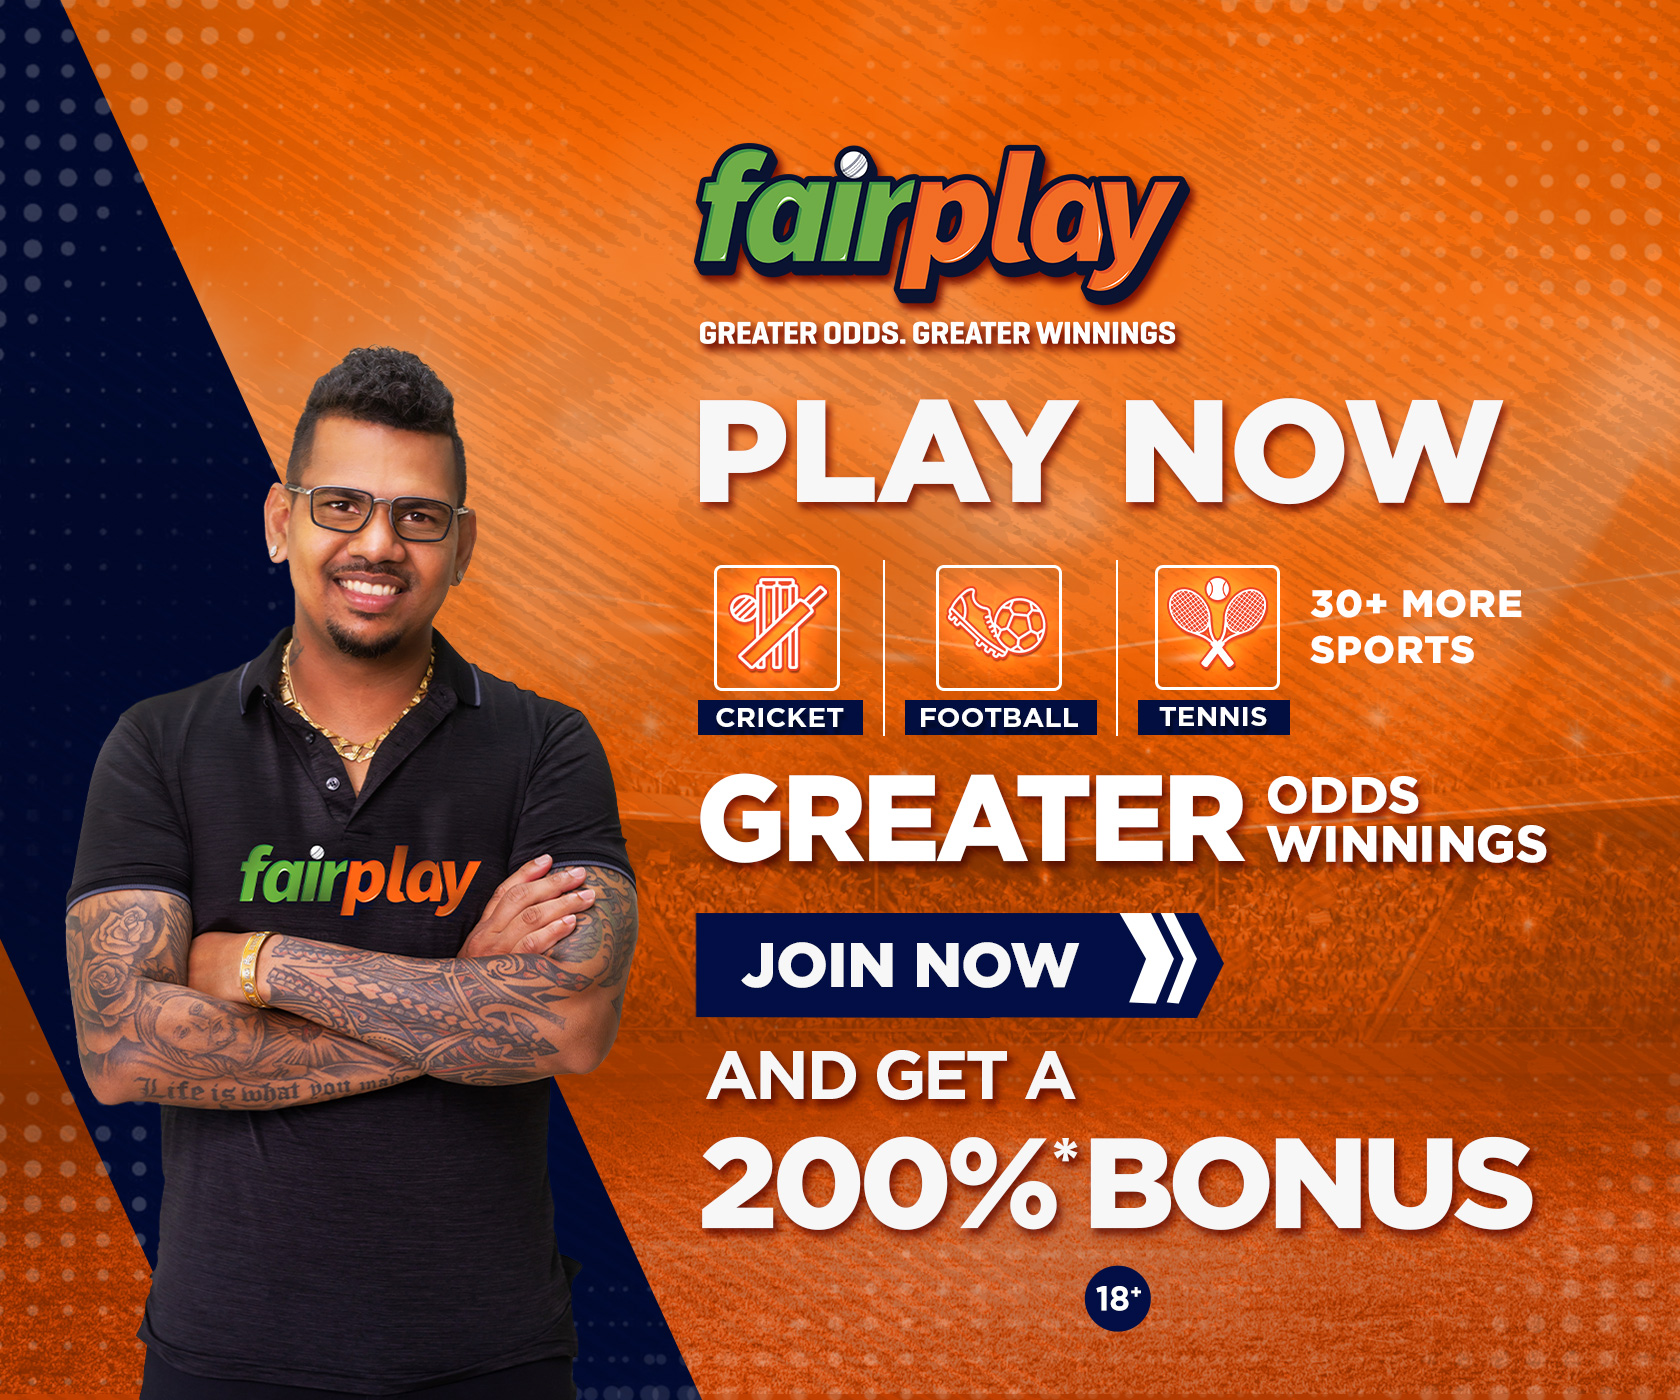 fairplay
GREATER ODDS. GREATER WINNINGS
PLAY NOW
30+ MORE
SPORTS
CRICKET
FOOTBALL
TENNIS
GREATER
ODDS
WINNINGS
JOIN NOW
AND GET A
200%* BONUS
18+
fairplay
Life is what you make